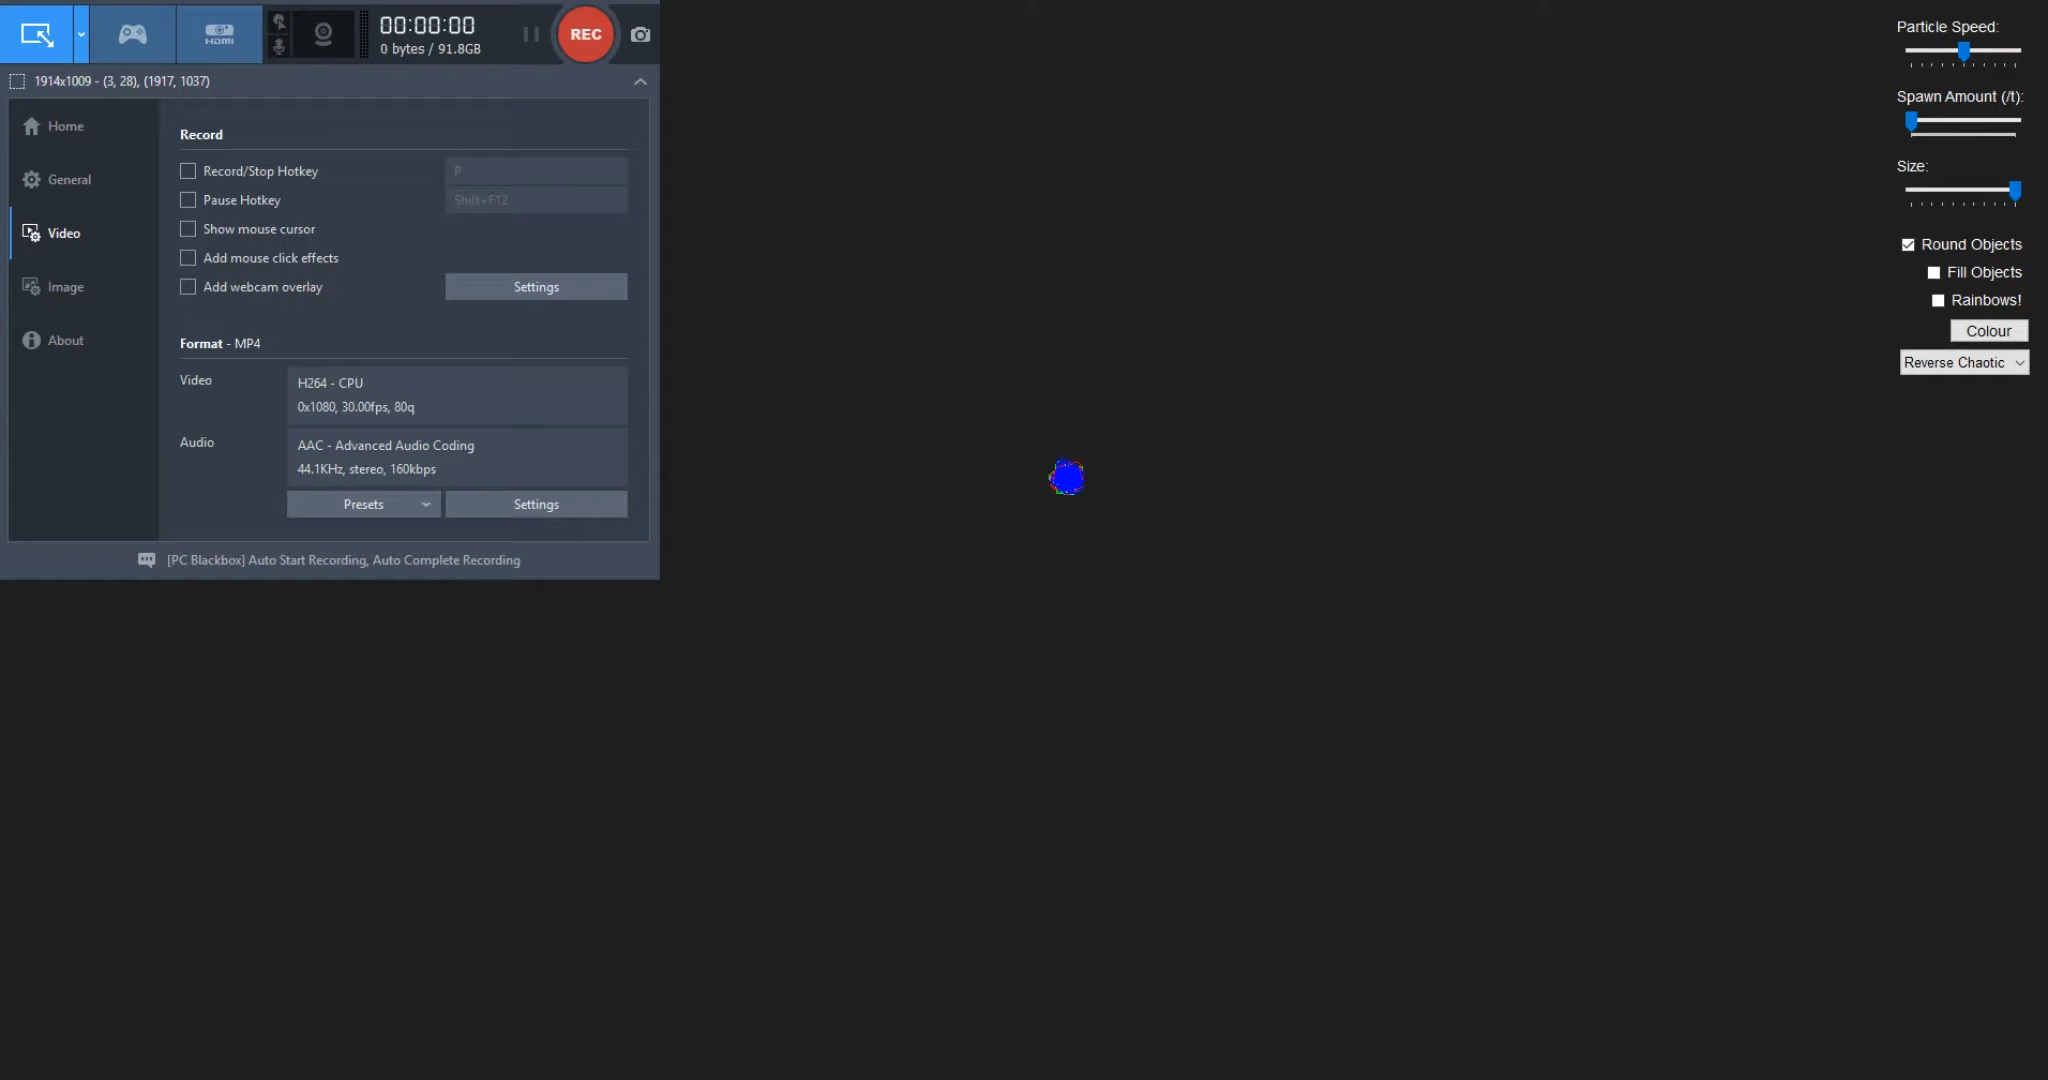 HDMI
00:00:00
0 bytes / 91.8GB
REC
1914x1009 - (3, 28), (1917, 1037)
Home
General
Video
Image
About
Record
Record/Stop Hotkey
P
Pause Hotkey
Shift+F12
Show mouse cursor
Add mouse click effects
Add webcam overlay
Settings
Format - MP4
Video
H264 - CPU
0x1080, 30.00fps, 80q
Audio
AAC - Advanced Audio Coding
44.1KHz, stereo, 160kbps
Presets
Settings
[PC Blackbox] Auto Start Recording, Auto Complete Recording
Particle Speed:
Spawn Amount (/t):
Size:
Round Objects
Fill Objects
Rainbows!
Colour
Reverse Chaotic